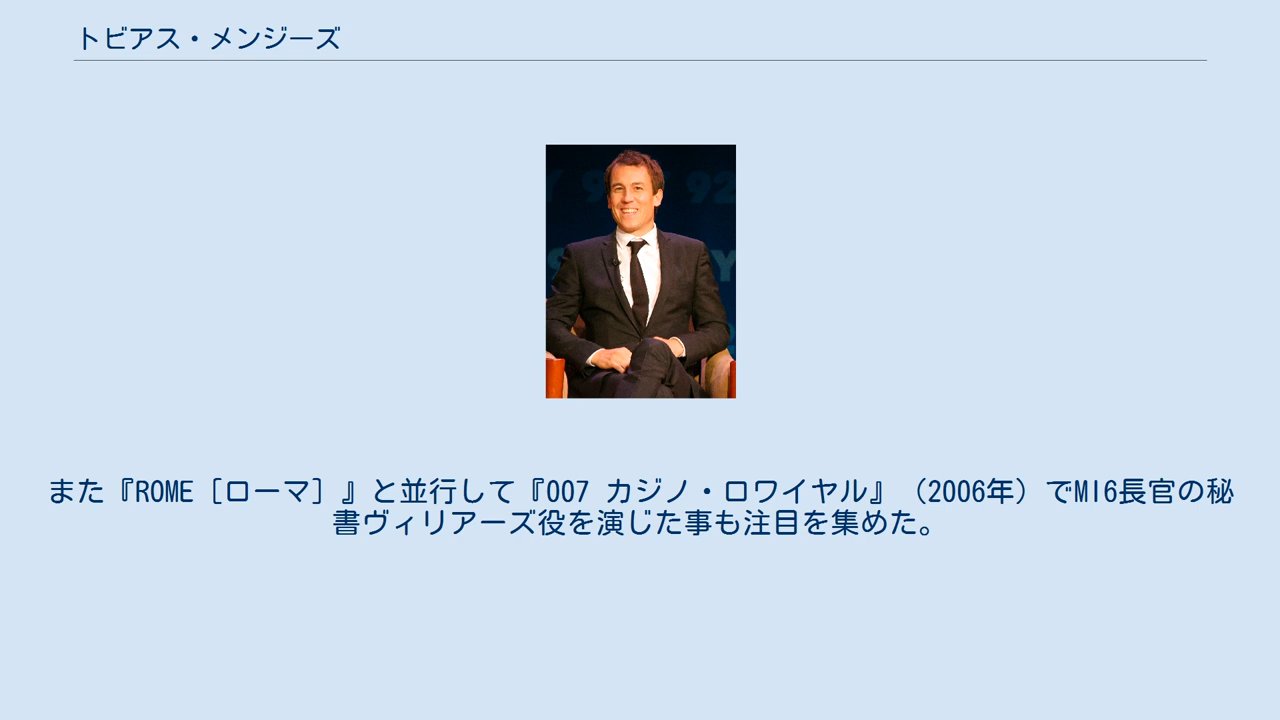 トビアス・メンジーズ
Y 92Y 92
9 Y
また『ROME［ローマ］』と並行して『007 カジノ・ロワイヤル』（2006年）でMI6長官の秘
書ヴィリアーズ役を演じた事も注目を集めた。